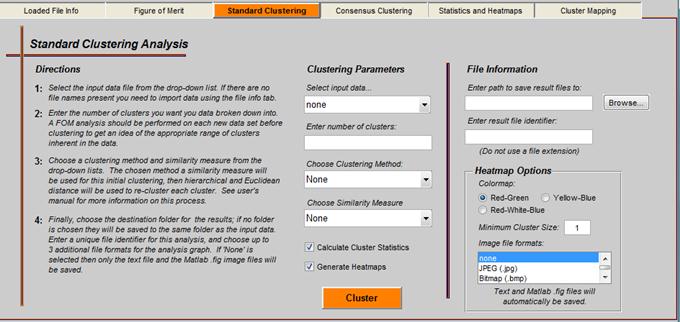 Loaded File Info
Figure of Merit
Standard Clustering
Consensus Clustering
Statistics and Heatmaps
Cluster Mapping
Standard Clustering Analysis
Directions
1: Select the input data file from the drop-down list. If there are no
file names present you need to import data using the file info tab.
2: Enter the number of clusters you want you data broken down into.
A FOM analysis should be performed on each new data set before
clustering to get an idea of the appropriate range of clusters
inherent in the data.
3: Choose a clustering method and similarity measure from the
drop-down lists. The chosen method a similarity measure will
be used for this initial clustering, then hierarchical and Euclidean
distance will be used to re-cluster each cluster. See user's
manual for more information on this process.
4: Finally, choose the destination folder for the results; if no folder
is chosen they will be saved to the same folder as the input data.
Enter a unique file identifier for this analysis, and choose up to
3 additional file formats for the analysis graph. If 'None' is
selected then only the text file and the Matlab .fig image files will
be saved.
Clustering Parameters
Select input data...
none
Enter number of clusters:
Choose Clustering Method:
None
Choose Similarity Measure
None
Calculate Cluster Statistics
Generate Heatmaps
Cluster
File Information
Enter path to save result files to:
Browse...
Enter result file identifier:
(Do not use a file extension)
Heatmap Options
Colormap:
Red-Green Yellow-Blue
Red-White-Blue
Minimum Cluster Size: 1
Image file formats:
none
JPEG (.jpg)
Bitmap (.bmp)
Text and Matlab .fig files will
automatically be saved.